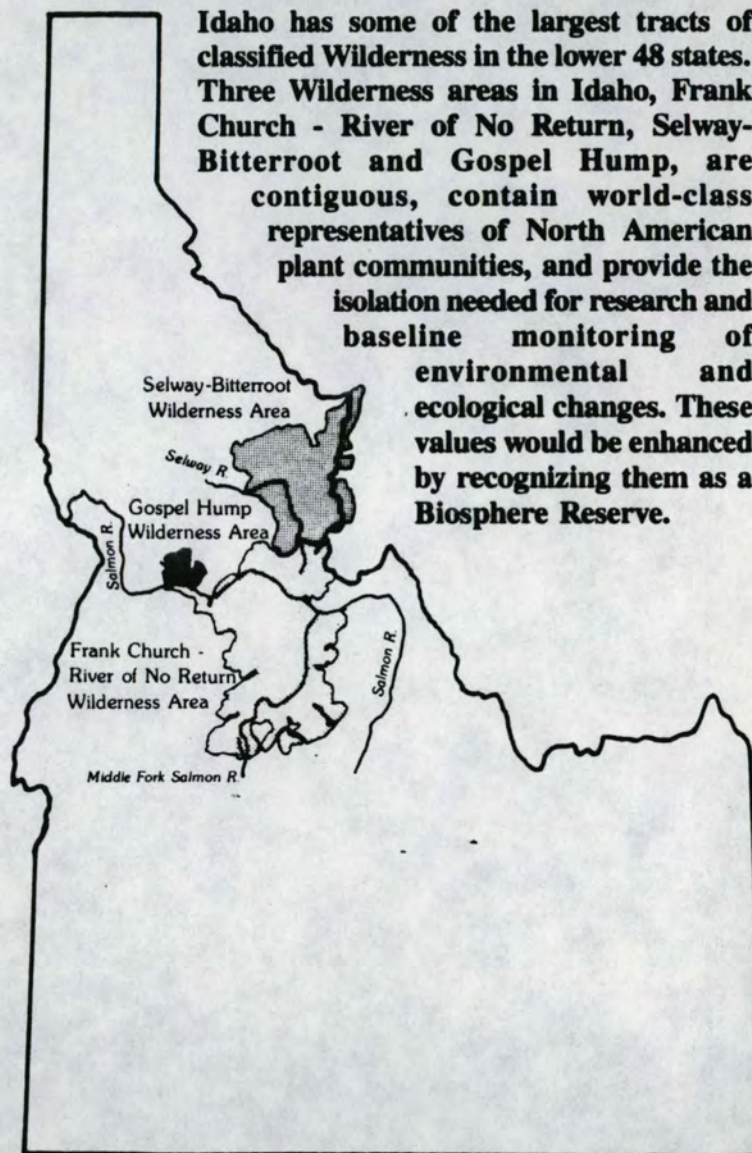 Idaho has some of the largest tracts of
classified Wilderness in the lower 48 states.
Three Wilderness areas in Idaho, Frank
Church - River of No Return, Selway-
Bitterroot and Gospel Hump, are
contiguous, contain world-class
representatives of North American
plant communities, and provide the
isolation needed for research and
baseline monitoring of
environmental and
ecological changes. These
values would be enhanced
by recognizing them as a
Biosphere Reserve.
Selway-Bitterroot
Wilderness Area
Selway R.
Gospel Hump
Wilderness Area
Salmon R.
Frank Church -
River of No Return
Wilderness Area
Salmon R.
Middle Fork Salmon R.